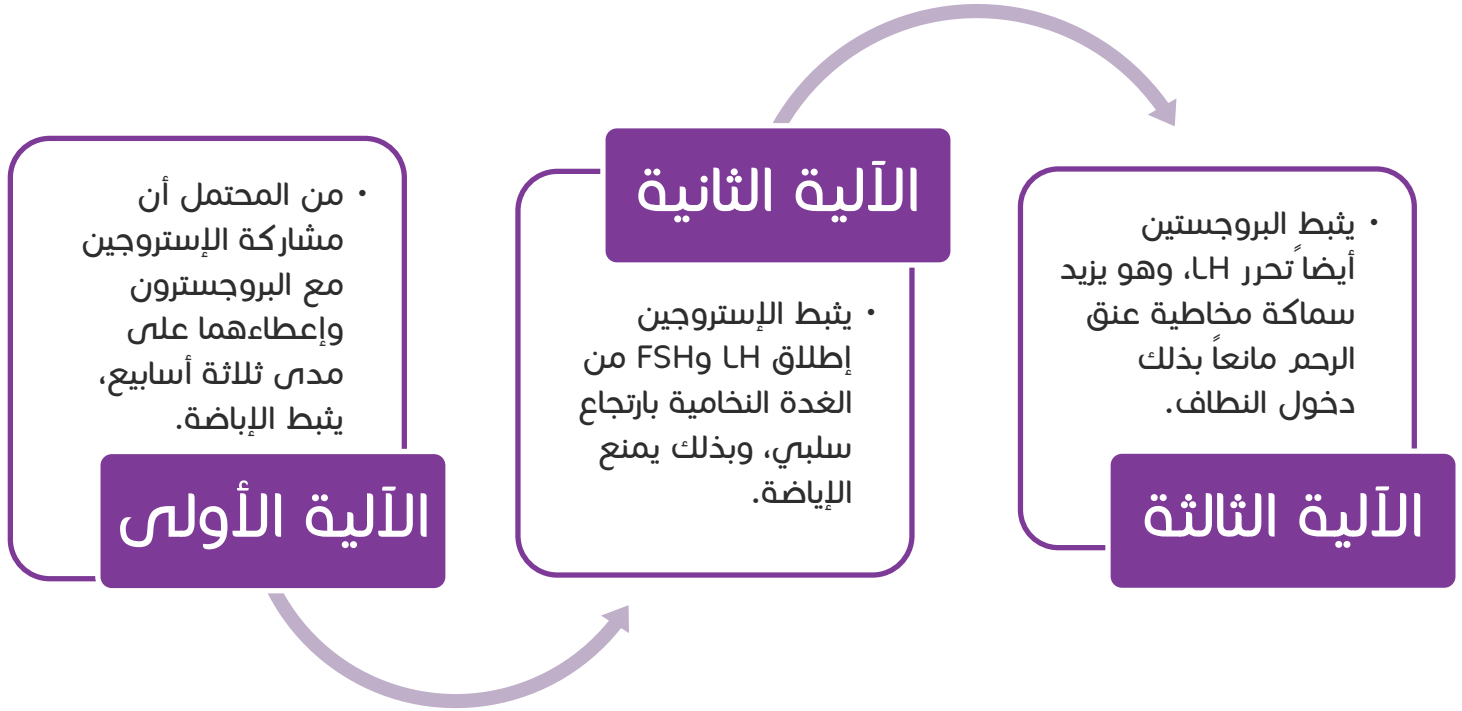 • من المحتمل أن
مشاركة الإستروجين
مع البروجسترون
وإعطاءهما على
مدى ثلاثة أسابيع،
يثبط الإباضة.
الآلية الأولى
الآلية الثانية
• يثبط الإستروجين
إطلاق LH وFSH من
الغدة النخامية بارتجاع
سلبي، وبذلك يمنع
الإياضة.
• يثبط البروجستين
أيضاً تحرر LH، وهو يزيد
سماكة مخاطية عنق
الرحم مانعاً بذلك
دخول النطاف.
الآلية الثالثة